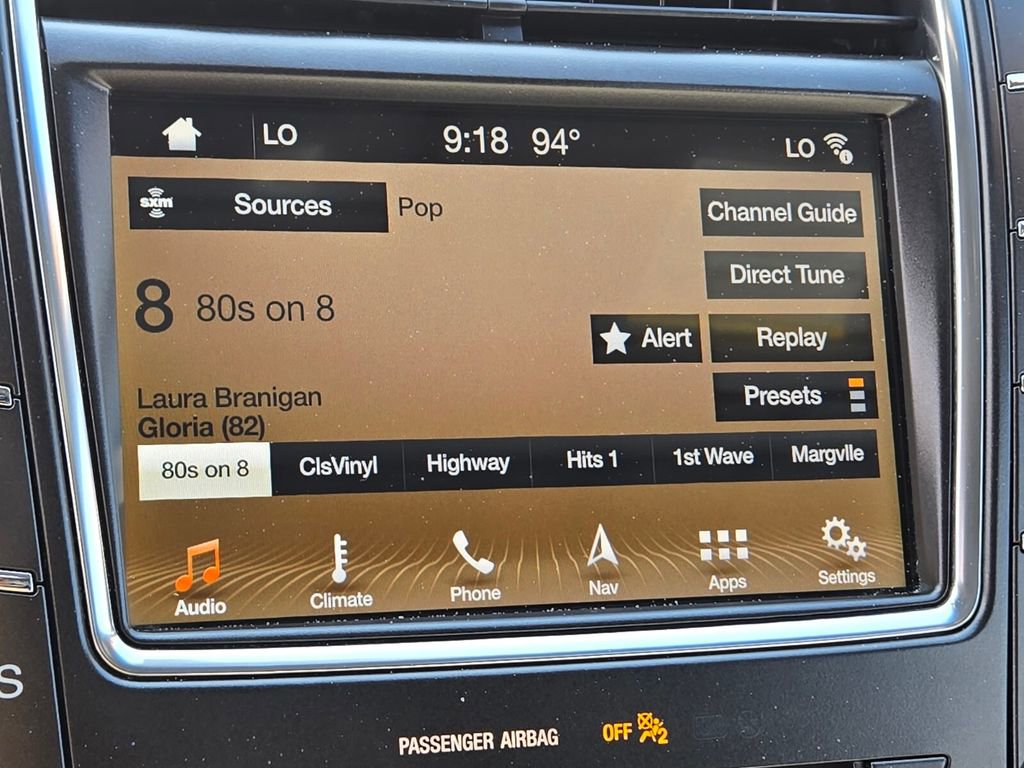 LO 9:18 94° LO
sxm Sources Pop
Channel Guide
Direct Tune
8 80s on 8
Alert Replay
Presets
Laura Branigan
Gloria (82)
80s on 8 ClsVinyl Highway Hits 1 1st Wave Margvlle
Audio Climate Phone Nav Apps Settings
S
PASSENGER AIRBAG OFF 2